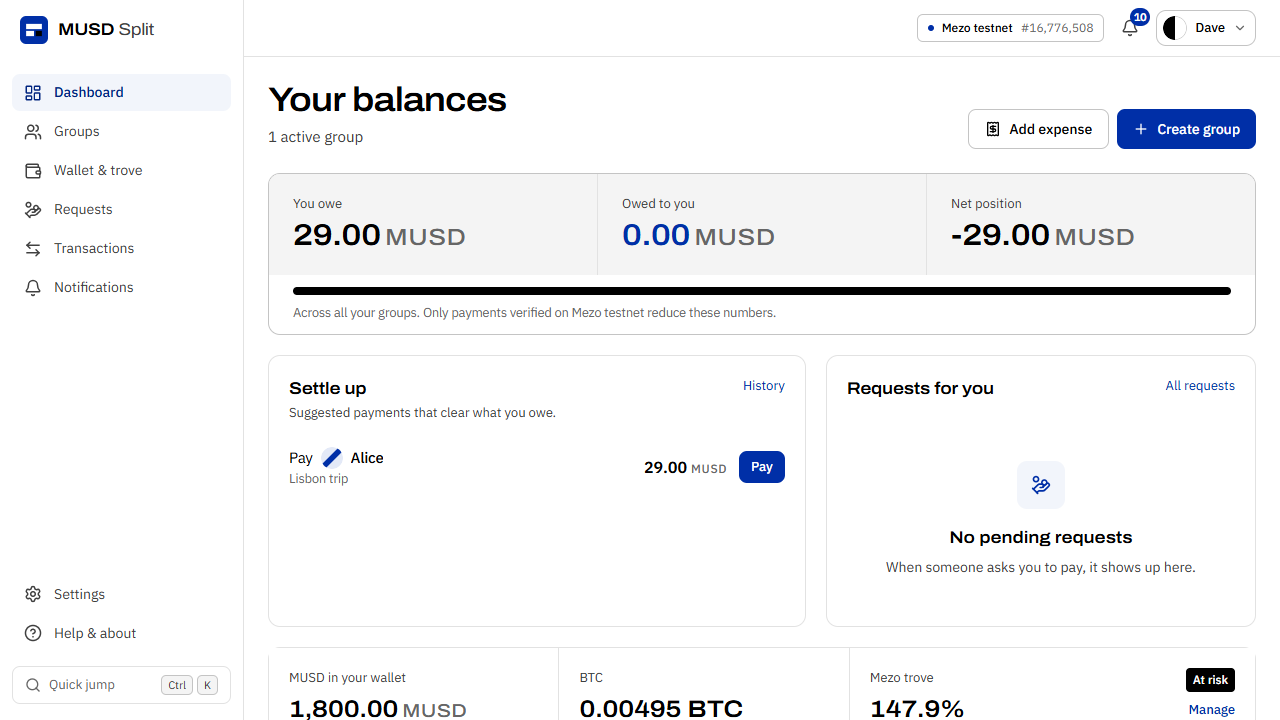 MUSD Split
Mezo testnet #16,776,508
10
Dave
Dashboard
Groups
Wallet & trove
Requests
Transactions
Notifications
Settings
Help & about
Quick jump Ctrl K
Your balances
1 active group
Add expense
Create group
You owe
29.00 MUSD
Owed to you
0.00 MUSD
Net position
-29.00 MUSD
Across all your groups. Only payments verified on Mezo testnet reduce these numbers.
Settle up
History
Suggested payments that clear what you owe.
Pay Alice
Lisbon trip
29.00 MUSD
Pay
Requests for you
All requests
No pending requests
When someone asks you to pay, it shows up here.
MUSD in your wallet
1,800.00 MUSD
BTC
0.00495 BTC
Mezo trove
147.9%
At risk
Manage